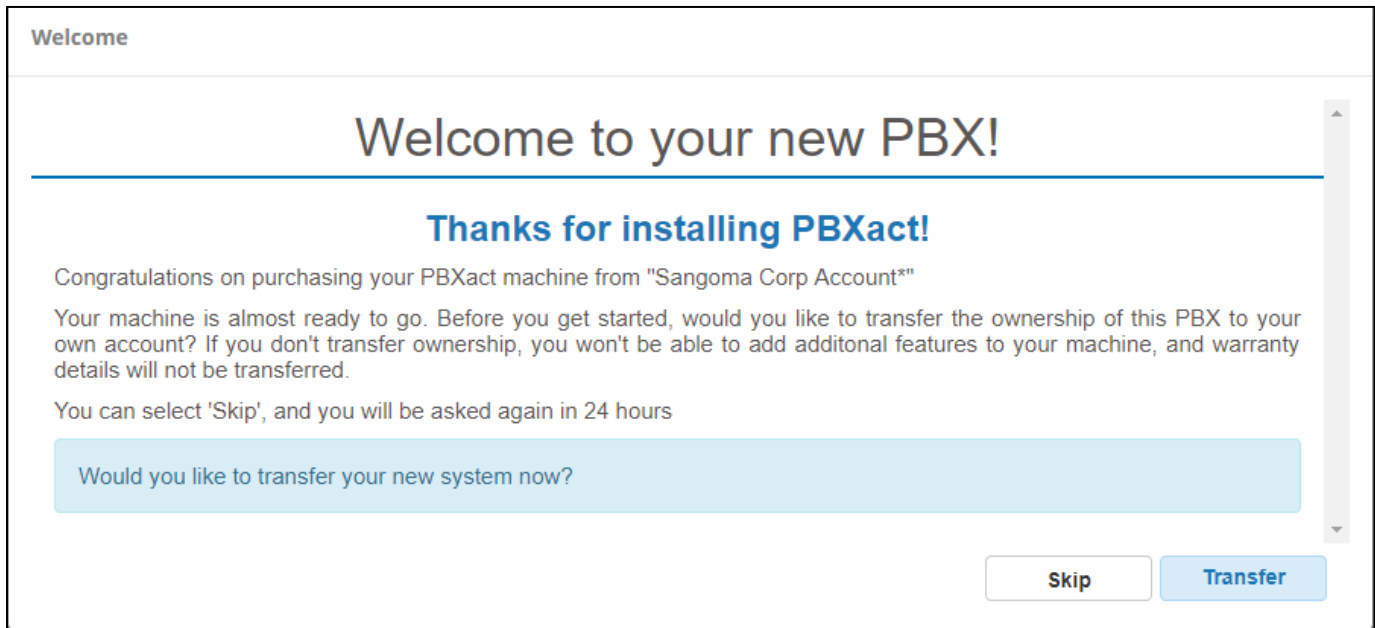 Welcome
Welcome to your new PBX!
Thanks for installing PBXact!
Congratulations on purchasing your PBXact machine from "Sangoma Corp Account*"
Your machine is almost ready to go. Before you get started, would you like to transfer the ownership of this PBX to your
own account? If you don't transfer ownership, you won't be able to add additonal features to your machine, and warranty
details will not be transferred.
You can select 'Skip', and you will be asked again in 24 hours
Would you like to transfer your new system now?
Skip
Transfer